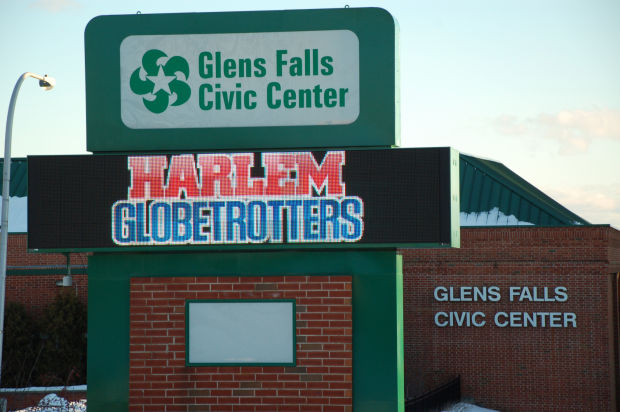 Glens Falls
Civic Center
HARLEM
GLOBETROTTERS
GLENS FALLS
CIVIC CENTER